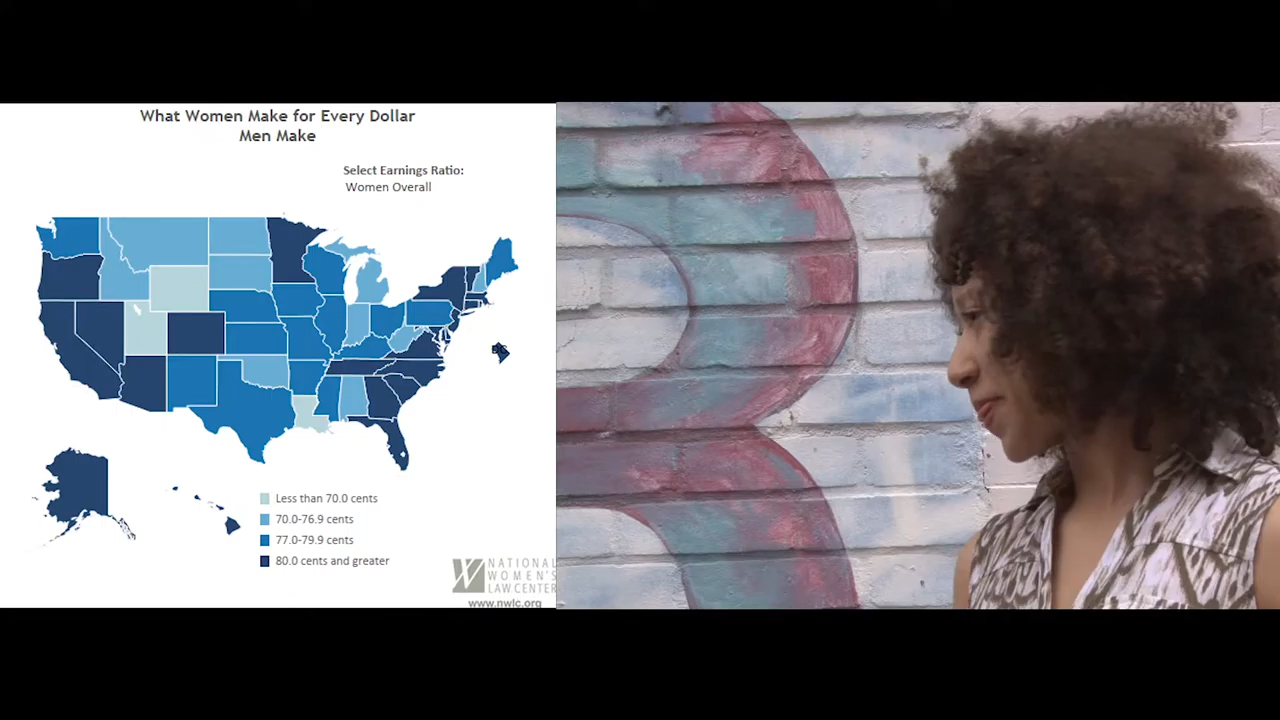 What Women Make for Every Dollar
Men Make
Select Earnings Ratio:
Women Overall
DC
Less than 70.0 cents
70.0-76.9 cents
77.0-79.9 cents
80.0 cents and greater
NATIONAL
WOMEN'S
LAW CENTER
www.nwlc.org